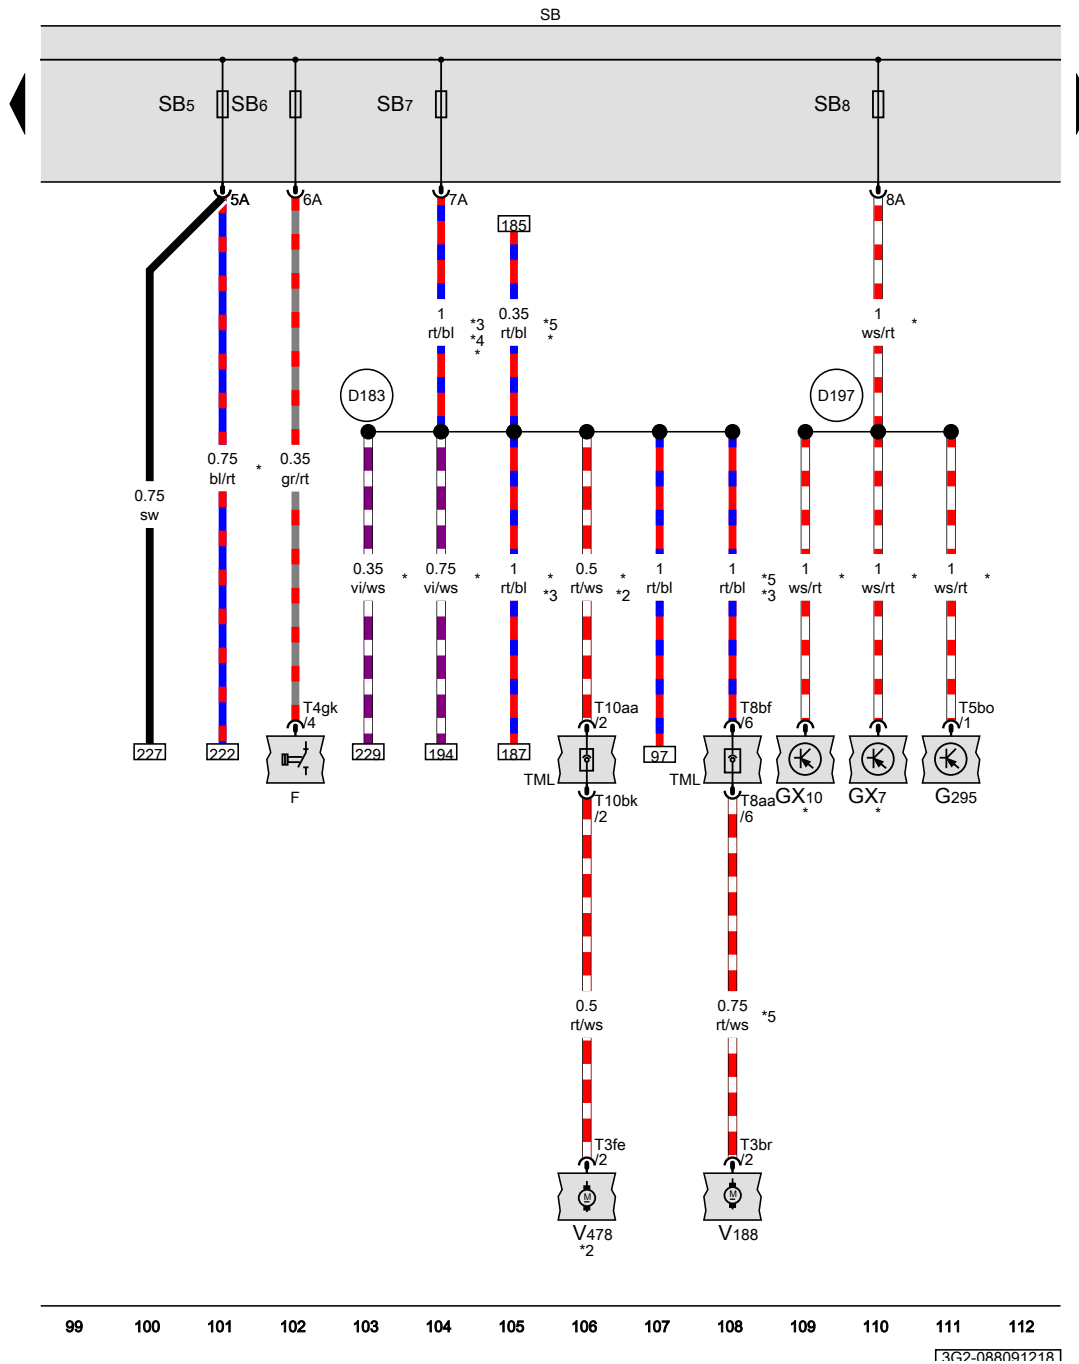 SB
SB5
SB6
SB7
SB8
5A
6A
7A
8A
185
1
rt/bl
*3
*4
*
0.35
rt/bl
*5
*
1
ws/rt
*
D183
D197
0.75
bl/rt
*
0.35
gr/rt
0.75
sw
0.35
vi/ws
*
0.75
vi/ws
*
1
rt/bl
*
*3
0.5
rt/ws
*
*2
1
rt/bl
1
rt/bl
*5
*3
1
ws/rt
*
1
ws/rt
*
1
ws/rt
*
T4gk
/4
T10aa
/2
T8bf
/6
T5bo
/1
227
222
F
229
194
187
TML
97
TML
GX10
*
GX7
*
G295
T10bk
/2
T8aa
/6
0.5
rt/ws
0.75
rt/ws
*5
T3fe
/2
T3br
/2
M
M
V478
*2
V188
99 100 101 102 103 104 105 106 107 108 109 110 111 112
3G2-088091218